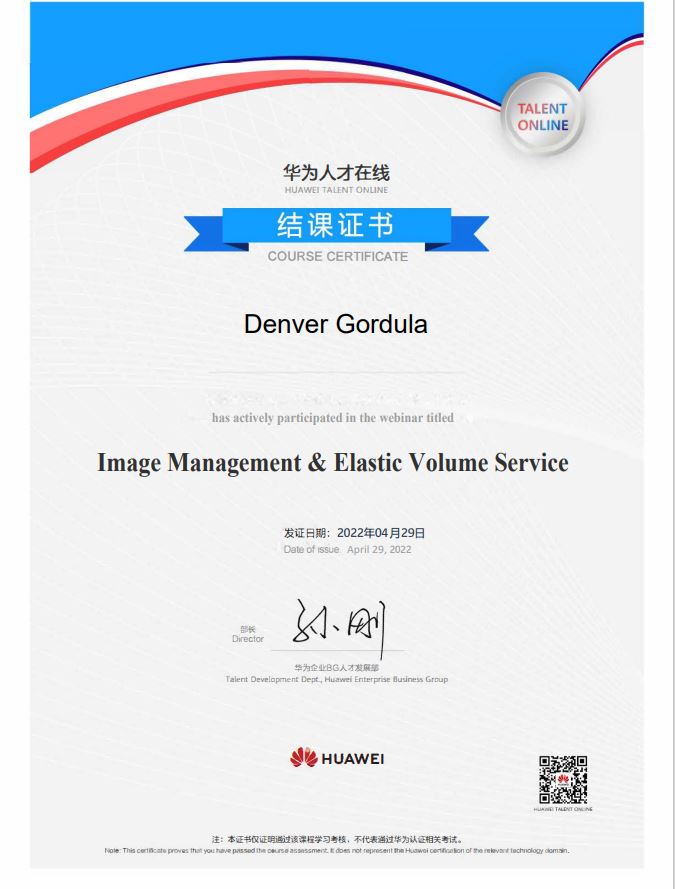 TALENT
ONLINE
华为人才在线
HUAWEI TALENT ONLINE
结课证书
COURSE CERTIFICATE
Denver Gordula
has actively participated in the webinar titled
Image Management & Elastic Volume Service
发证日期：2022年04月29日
Date of issue April 29, 2022
部长
Director
孙刚
华为企业BG人才发展部
Talent Development Dept., Huawei Enterprise Business Group
HUAWEI
HUAWEI TALENT ONLINE
注：本证书仅证明通过该课程学习考核，不代表通过华为认证相关考试。
Note: This certificate proves that you have passed the course assessment. It does not represent the Huawei certification of the relevant technology domain.